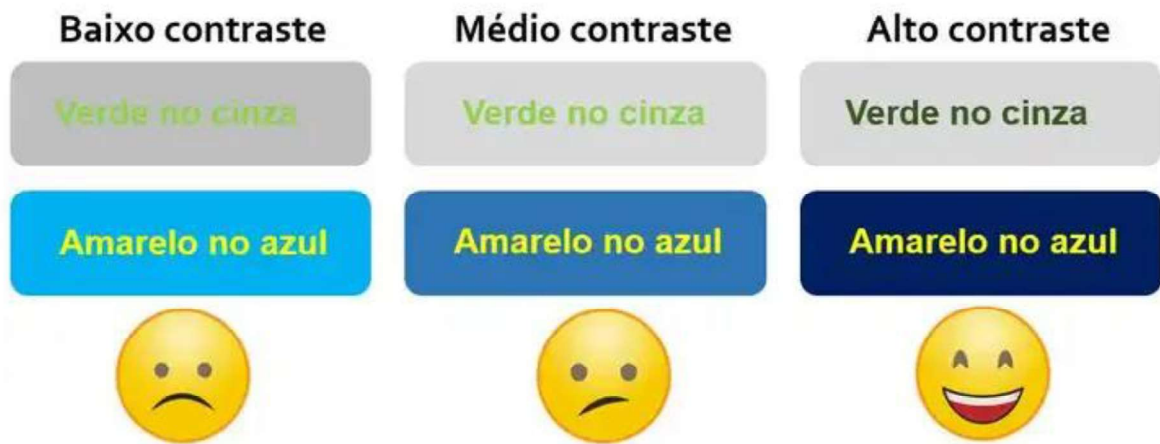 Baixo contraste
Médio contraste
Alto contraste
Verde no cinza
Verde no cinza
Verde no cinza
Amarelo no azul
Amarelo no azul
Amarelo no azul